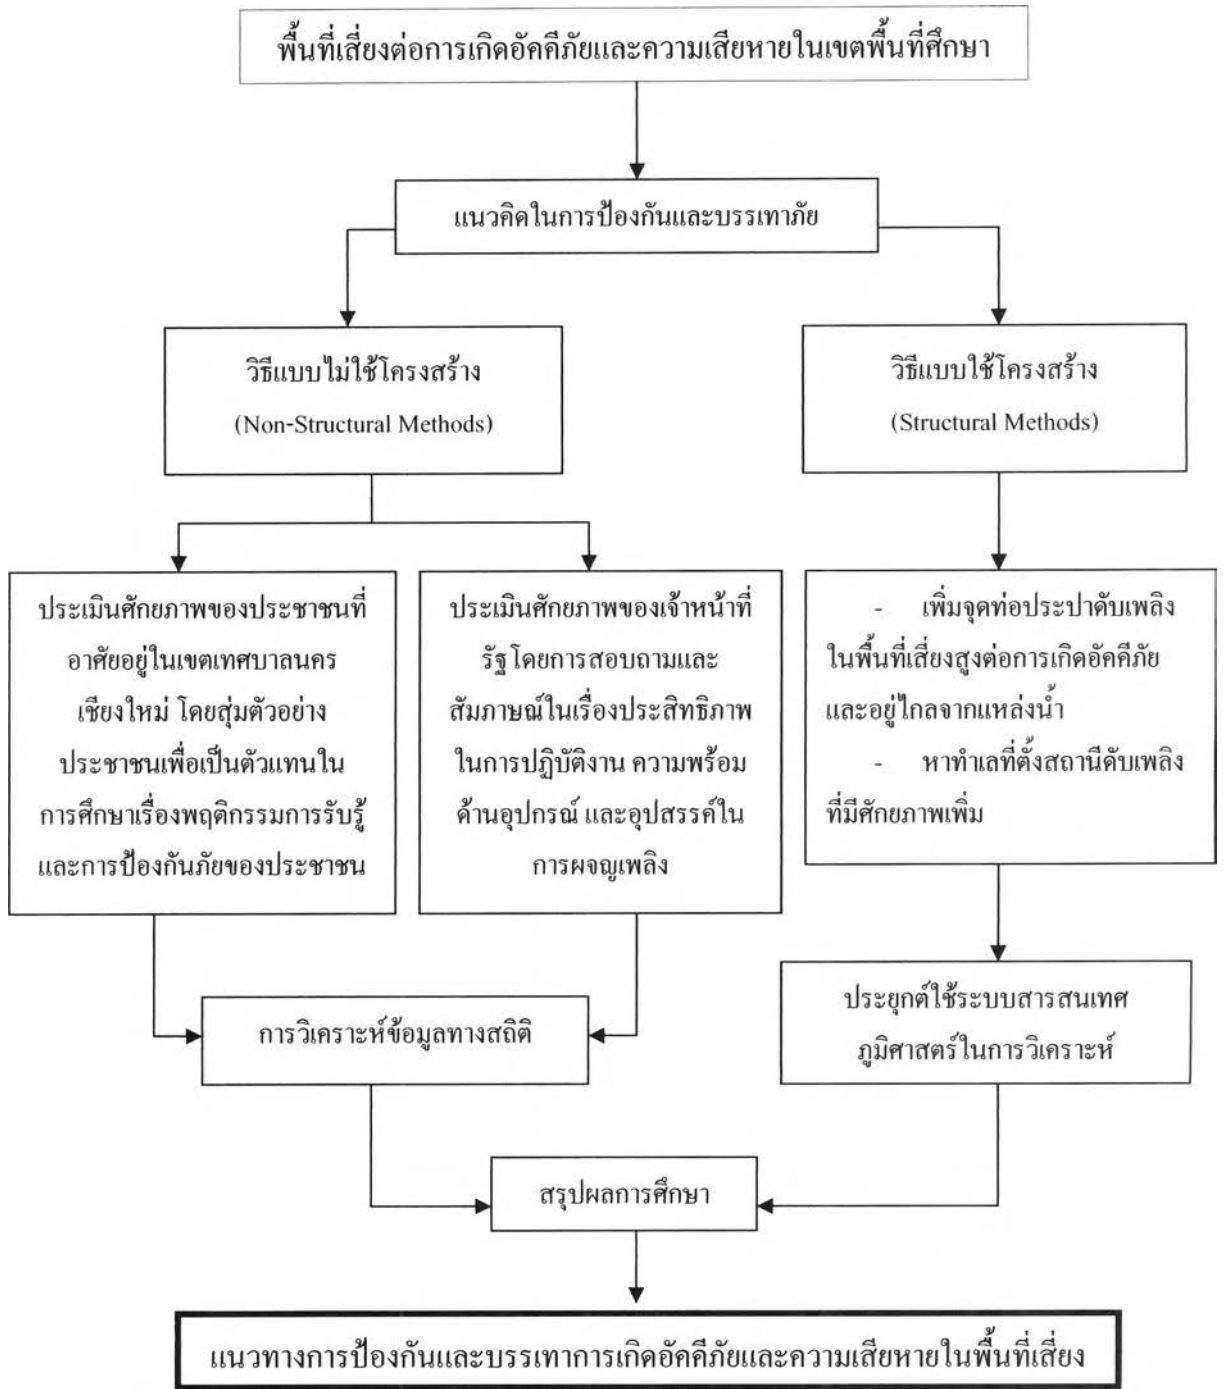 พื้นที่เสี่ยงต่อการเกิดอัคคีภัยและความเสียหายในเขตพื้นที่ศึกษา
แนวคิดในการป้องกันและบรรเทาภัย
วิธีแบบไม่ใช้โครงสร้าง
(Non-Structural Methods)
วิธีแบบใช้โครงสร้าง
(Structural Methods)
ประเมินศักยภาพของประชาชนที่
อาศัยอยู่ในเขตเทศบาลนคร
เชียงใหม่ โดยสุ่มตัวอย่าง
ประชาชนเพื่อเป็นตัวแทนใน
การศึกษาเรื่องพฤติกรรมการรับรู้
และการป้องกันภัยของประชาชน
ประเมินศักยภาพของเจ้าหน้าที่
รัฐโดยการสอบถามและ
สัมภาษณ์ในเรื่องประสิทธิภาพ
ในการปฏิบัติงาน ความพร้อม
ด้านอุปกรณ์ และอุปสรรค์ใน
การผจญเพลิง
- เพิ่มจุดท่อประปาดับเพลิง
ในพื้นที่เสี่ยงสูงต่อการเกิดอัคคีภัย
และอยู่ไกลจากแหล่งน้ำ
- หาทำเลที่ตั้งสถานีดับเพลิง
ที่มีศักยภาพเพิ่ม
การวิเคราะห์ข้อมูลทางสถิติ
ประยุกต์ใช้ระบบสารสนเทศ
ภูมิศาสตร์ในการวิเคราะห์
สรุปผลการศึกษา
แนวทางการป้องกันและบรรเทาการเกิดอัคคีภัยและความเสียหายในพื้นที่เสี่ยง